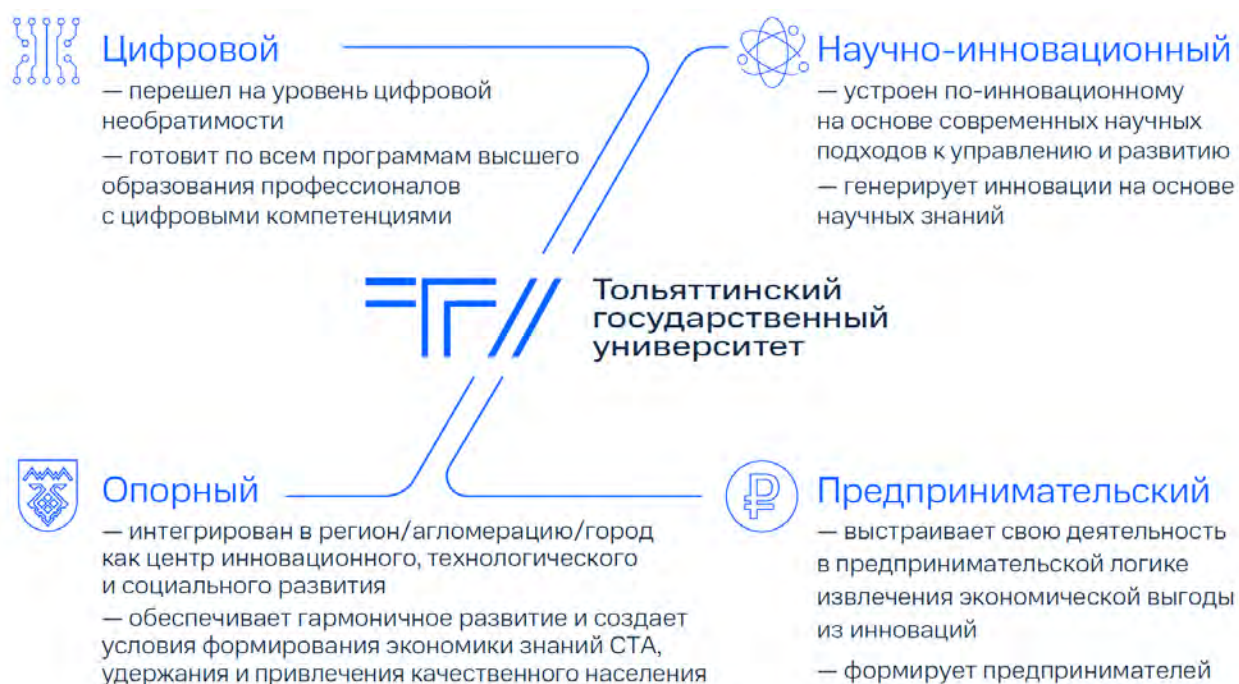 Цифровой
— перешел на уровень цифровой
необратимости
— готовит по всем программам высшего
образования профессионалов
с цифровыми компетенциями
Научно-инновационный
— устроен по-инновационному
на основе современных научных
подходов к управлению и развитию
— генерирует инновации на основе
научных знаний
Тольяттинский
государственный
университет
Опорный
— интегрирован в регион/агломерацию/город
как центр инновационного, технологического
и социального развития
— обеспечивает гармоничное развитие и создает
условия формирования экономики знаний СТА,
удержания и привлечения качественного населения
Предпринимательский
— выстраивает свою деятельность
в предпринимательской логике
извлечения экономической выгоды
из инноваций
— формирует предпринимателей